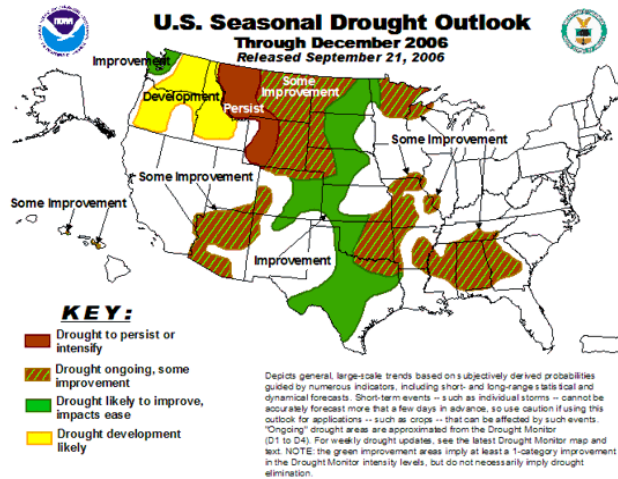 U.S. Seasonal Drought Outlook
Through December 2006
Released September 21, 2006
NOAA
Improvement
Some
Improvement
Development
Persist
Some Improvement
Some Improvement
Some Improvement
Improvement
KEY:
Drought to persist or
intensify
Drought ongoing, some
improvement
Drought likely to improve,
impacts ease
Drought development
likely
Depicts general, large-scale trends based on subjectively derived probabilities
guided by numerous indicators, including short- and long-range statistical and
dynamical forecasts. Short-term events -- such as individual storms -- cannot be
accurately forecast more that a few days in advance, so use caution if using this
outlook for applications -- such as crops -- that can be affected by such events.
"Ongoing" drought areas are approximated from the Drought Monitor
(D1 to D4). For weekly drought updates, see the latest Drought Monitor map and
text. NOTE: the green improvement areas imply at least a 1-category improvement
in the Drought Monitor intensity levels, but do not necessarily imply drought
elimination.